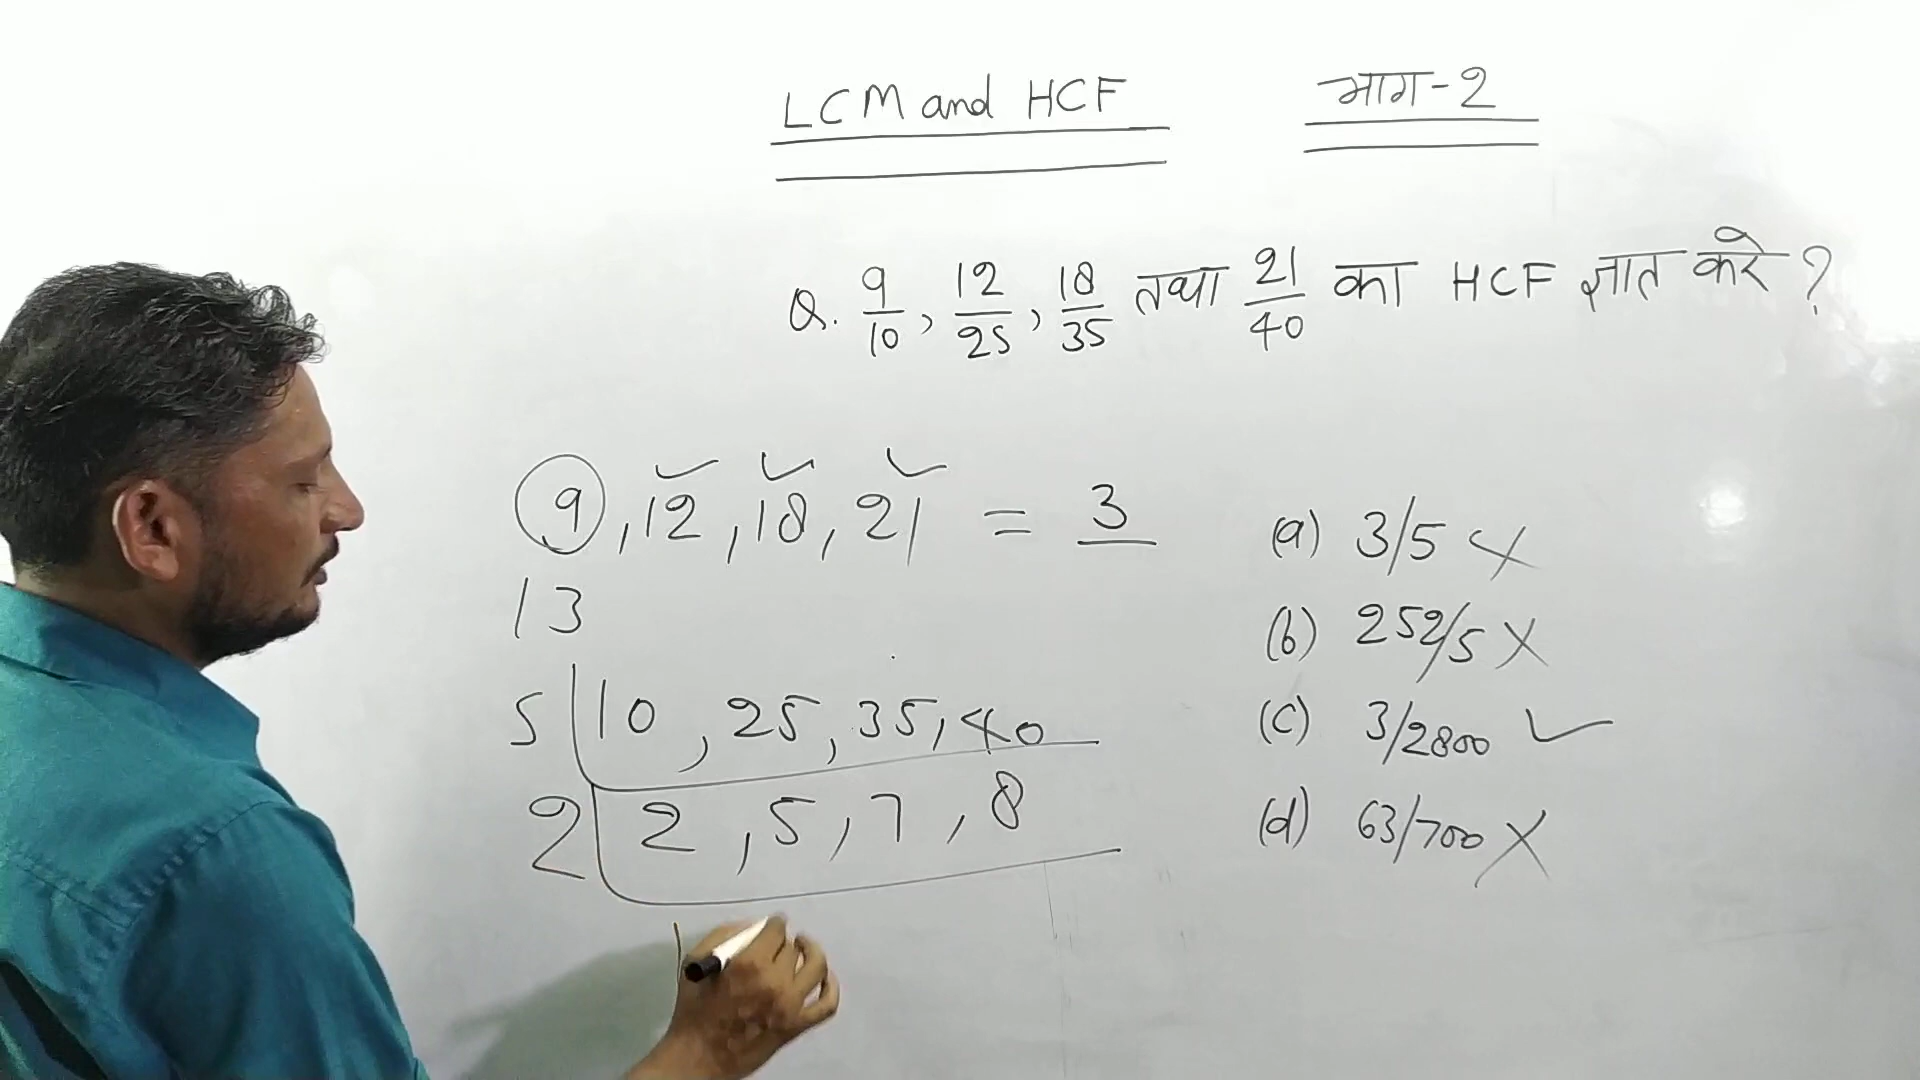 LCM and HCF भाग-2
Q. 9/10, 12/25, 18/35 तथा 21/40 का HCF ज्ञात करे ?
9, 12, 18, 21 = 3
13
5 | 10, 25, 35, 40
2 | 2, 5, 7, 8
1
(a) 3/5 ×
(b) 252/5 ×
(c) 3/2800 ✓
(d) 63/700 ×